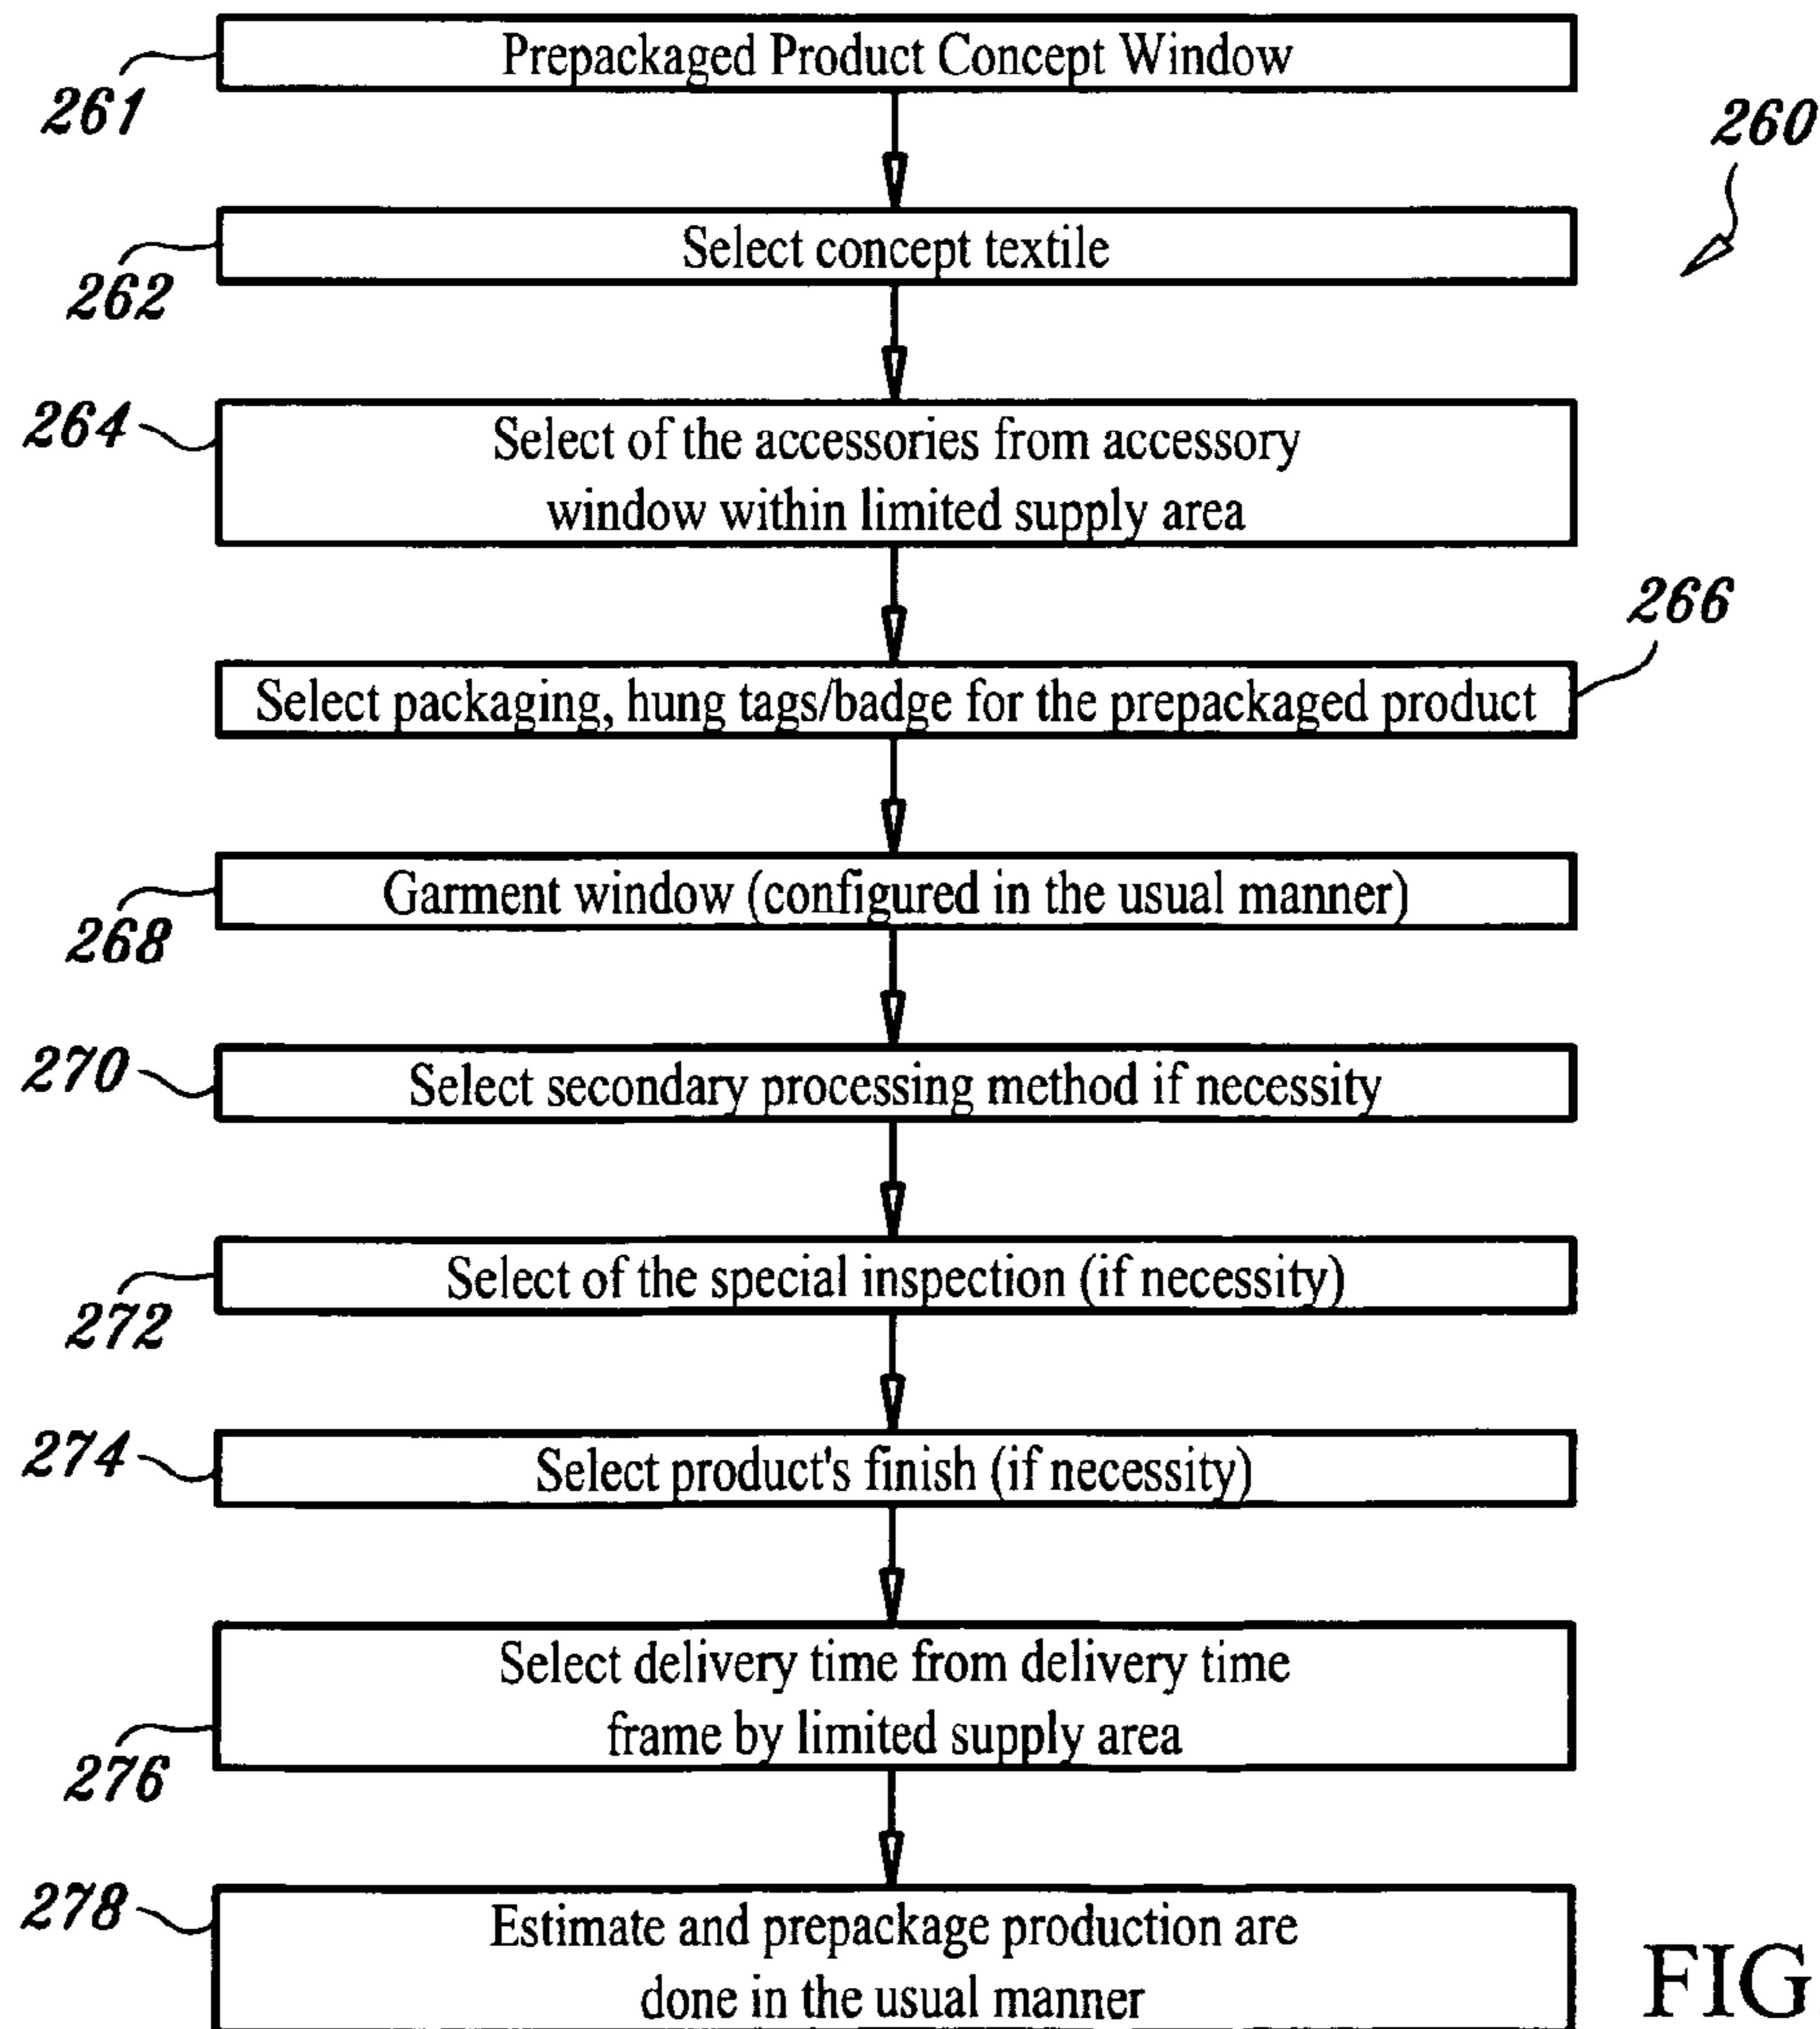 Prepackaged Product Concept Window
261
260
Select concept textile
262
264
Select of the accessories from accessory
window within limited supply area
266
Select packaging, hung tags/badge for the prepackaged product
Garment window (configured in the usual manner)
268
270
Select secondary processing method if necessity
Select of the special inspection (if necessity)
272
274
Select product's finish (if necessity)
Select delivery time from delivery time
frame by limited supply area
276
278
Estimate and prepackage production are
done in the usual manner
FIG